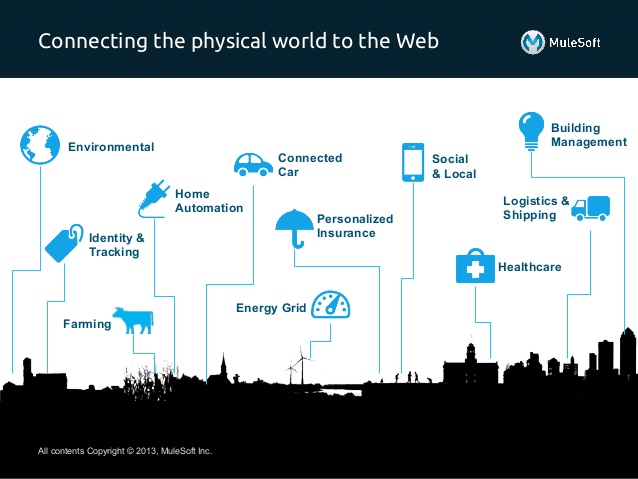 Connecting the physical world to the Web
MuleSoft
Building
Management
Environmental
Connected
Car
Social
& Local
Home
Automation
Logistics &
Shipping
Personalized
Insurance
Identity &
Tracking
Healthcare
Energy Grid
Farming
All contents Copyright © 2013, MuleSoft Inc.